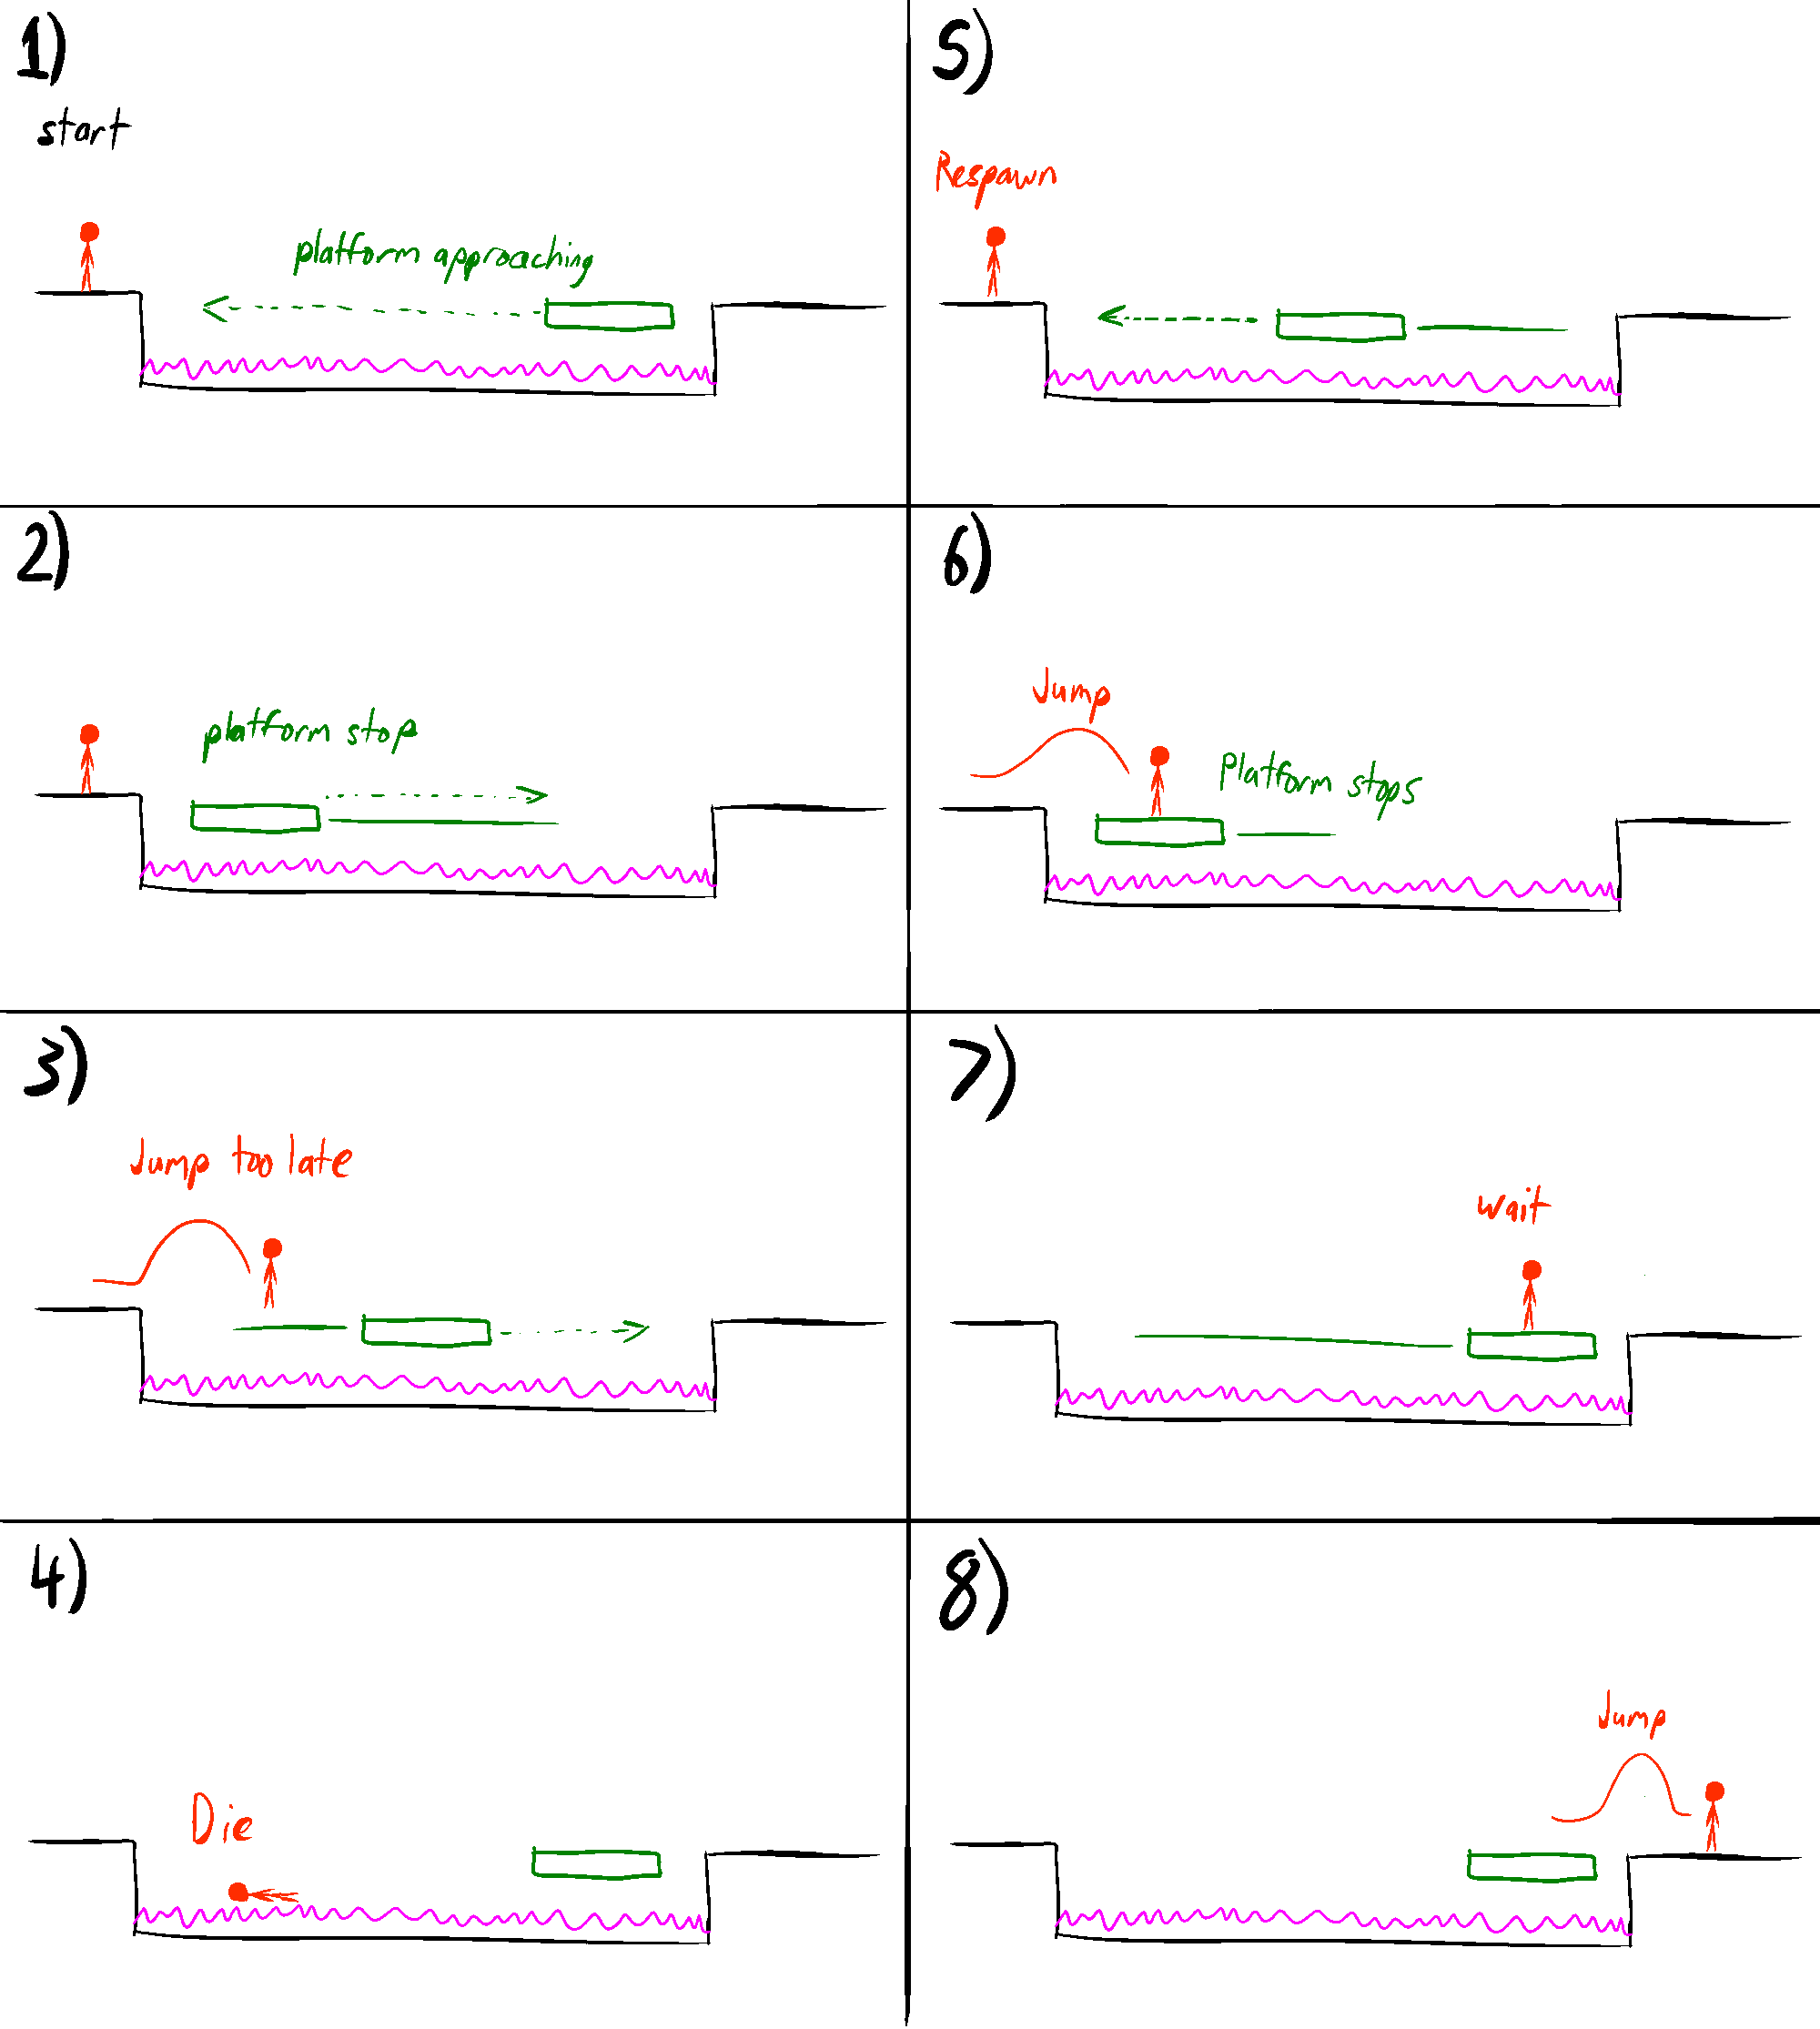 1)
start
platform approaching
2)
platform stop
3)
Jump too late
4)
Die
5)
Respawn
6)
Jump
Platform stops
7)
wait
8)
Jump